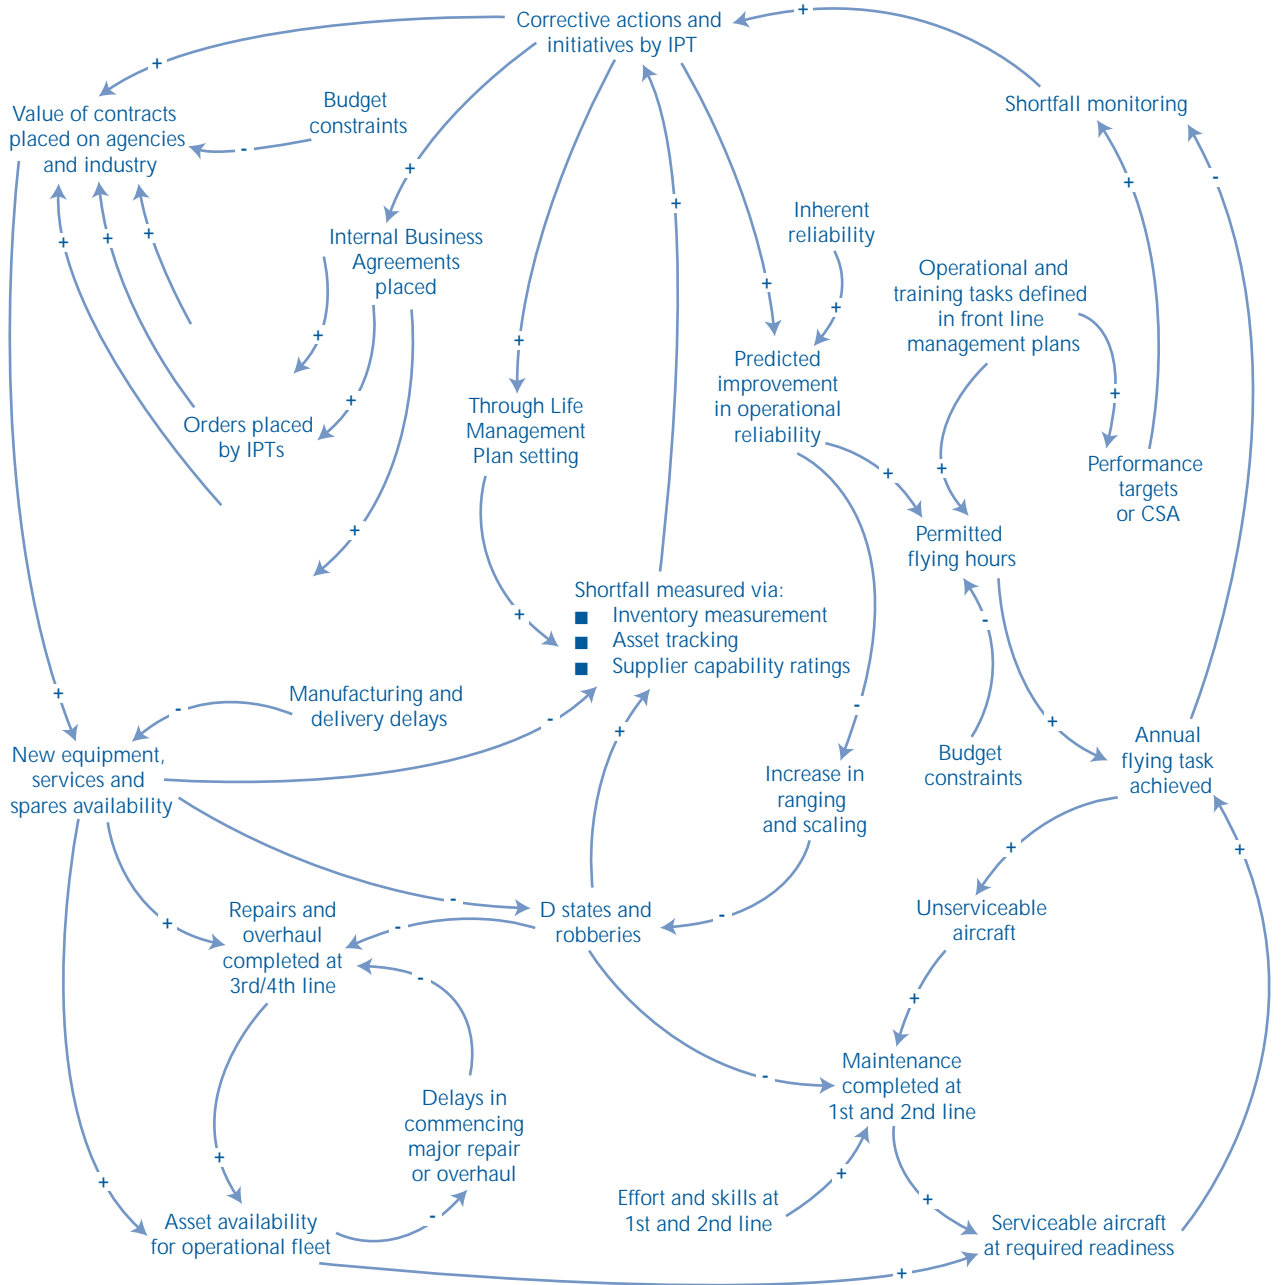 Corrective actions and
initiatives by IPT
+
+
Shortfall monitoring
Value of contracts
placed on agencies
and industry
Budget
constraints
-
+
+
-
+
Inherent
reliability
+
+
+
Internal Business
Agreements
placed
Operational and
training tasks defined
in front line
management plans
+
+
+
+
Predicted
improvement
in operational
reliability
+
+
Through Life
Management
Plan setting
Orders placed
by IPTs
Performance
targets
or CSA
+
+
+
Permitted
flying hours
Shortfall measured via:
■ Inventory measurement
■ Asset tracking
■ Supplier capability ratings
+
-
+
Manufacturing and
delivery delays
-
-
-
+
+
New equipment,
services and
spares availability
Annual
flying task
achieved
Budget
constraints
Increase in
ranging
and scaling
+
+
-
+
Repairs and
overhaul
completed at
3rd/4th line
-
D states and
robberies
-
Unserviceable
aircraft
-
+
Maintenance
completed at
1st and 2nd line
-
Delays in
commencing
major repair
or overhaul
+
+
+
Effort and skills at
1st and 2nd line
+
Asset availability
for operational fleet
-
Serviceable aircraft
at required readiness
+